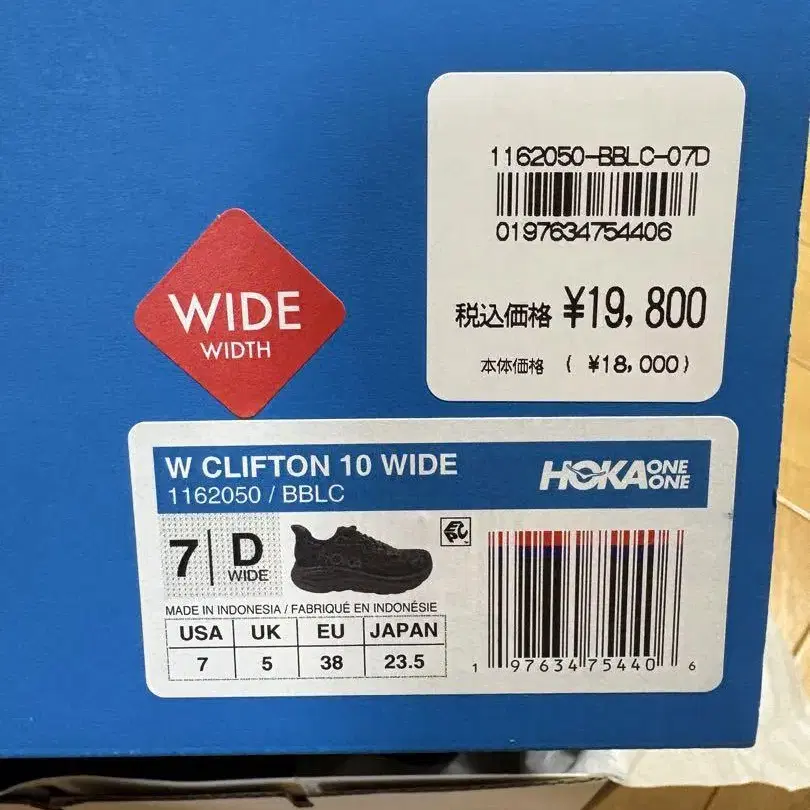 1162050-BBLC-07D
0197634754406
税込価格 ¥19,800
本体価格 ( ¥18,000)
WIDE
WIDTH
W CLIFTON 10 WIDE
1162050 / BBLC
HOKA ONE ONE
7 D
WIDE
MADE IN INDONESIA / FABRIQUÉ EN INDONÉSIE
USA UK EU JAPAN
7 5 38 23.5
1 97634 75440 6